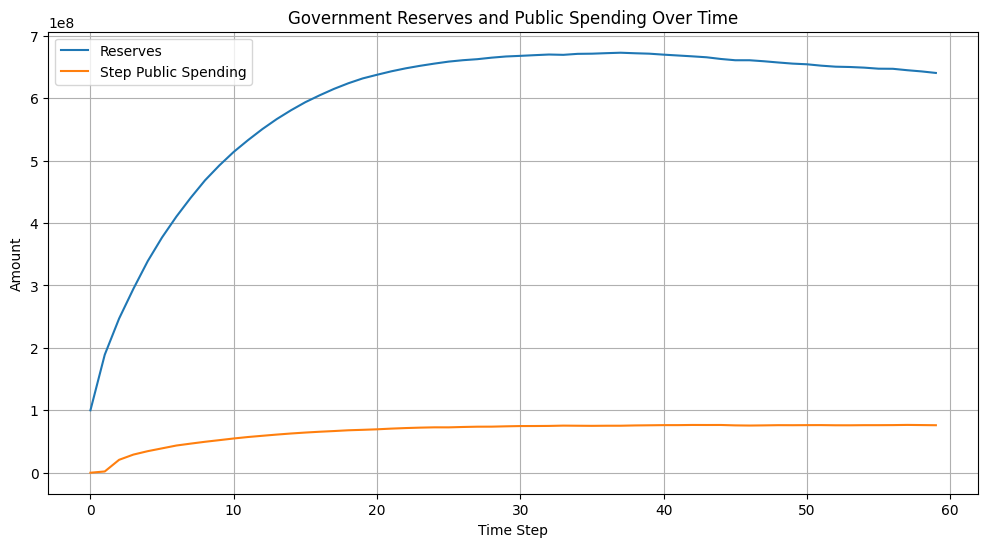 Government Reserves and Public Spending Over Time
1e8
Reserves
Step Public Spending
7
6
5
4
3
2
1
0
Amount
0 10 20 30 40 50 60
Time Step